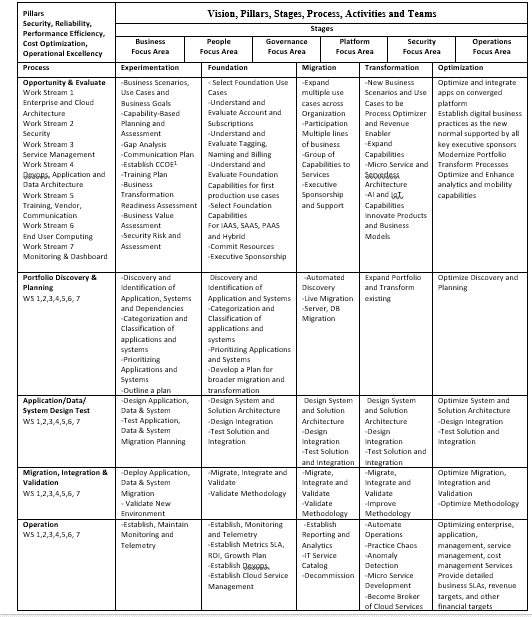 Pillars
Security, Reliability,
Performance Efficiency,
Cost Optimization,
Operational Excellency
Vision, Pillars, Stages, Process, Activities and Teams
Stages
Business
Focus Area
People
Focus Area
Governance
Focus Area
Platform
Focus Area
Security
Focus Area
Operations
Focus Area
Process
Experimentation
Foundation
Migration
Transformation
Optimization
Opportunity & Evaluate
Work Stream 1
Enterprise and Cloud
Architecture
Work Stream 2
Security
Work Stream 3
Service Management
Work Stream 4
Devops, Application and
Data Architecture
Work Stream 5
Training, Vendor,
Communication
Work Stream 6
End User Computing
Work Stream 7
Monitoring & Dashboard
-Business Scenarios,
Use Cases and
Business Goals
-Capability-Based
Planning and
Assessment
-Gap Analysis
-Communication Plan
-Establish CCOE¹
-Training Plan
-Business
Transformation
Readiness Assessment
-Business Value
Assessment
-Security Risk and
Assessment
- Select Foundation Use
Cases
-Understand and
Evaluate Account and
Subscriptions
-Understand and
Evaluate Tagging,
Naming and Billing
-Understand and
Evaluate Foundation
Capabilities for first
production use cases
-Select Foundation
Capabilities
For IAAS, SAAS, PAAS
and Hybrid
-Commit Resources
-Executive Sponsorship
-Expand
multiple use
cases across
Organization
-Participation
Multiple lines
of business
-Group of
Capabilities to
Services
-Executive
Sponsorship
and Support
-New Business
Scenarios and Use
Cases to be
Process Optimizer
and Revenue
Enabler
-Expand
Capabilities
-Micro Service and
Serverless
Architecture
-AI and IoT
Capabilities
Innovate Products
and Business
Models
Optimize and integrate
apps on converged
platform
Establish digital business
practices as the new
normal supported by all
key executive sponsors
Modernize Portfolio
Transform Processes
Optimize and Enhance
analytics and mobility
capabilities
Portfolio Discovery &
Planning
WS 1,2,3,4,5,6, 7
-Discovery and
Identification of
Application, Systems
and Dependencies
-Categorization and
Classification of
applications and
systems
-Prioritizing
Applications and
Systems
-Outline a plan
Discovery and
Identification of
Application and Systems
-Categorization and
Classification of
applications and
systems
-Prioritizing Applications
and Systems
-Develop a Plan for
broader migration and
transformation
-Automated
Discovery
-Live Migration
-Server, DB
Migration
Expand Portfolio
and Transform
existing
Optimize Discovery and
Planning
Application/Data/
System Design Test
WS 1,2,3,4,5,6, 7
-Design Application,
Data & System
-Test Application,
Data & System
Migration Planning
-Design System and
Solution Architecture
-Design Integration
-Test Solution and
Integration
Design System
and Solution
Architecture
-Design
Integration
-Test Solution
and Integration
Design System
and Solution
Architecture
-Design
Integration
-Test Solution and
Integration
Optimize System and
Solution Architecture
-Design Integration
-Test Solution and
Integration
Migration, Integration &
Validation
WS 1,2,3,4,5,6, 7
-Deploy Application,
Data & System
Migration
- Validate New
Environment
-Migrate, Integrate and
Validate
-Validate Methodology
-Migrate,
Integrate and
Validate
-Validate
Methodology
-Migrate,
Integrate and
Validate
-Improve
Methodology
Optimize Migration,
Integration and
Validation
-Optimize Methodology
Operation
WS 1,2,3,4,5,6, 7
-Establish, Maintain
Monitoring and
Telemetry
-Establish, Monitoring
and Telemetry
-Establish Metrics SLA,
ROI, Growth Plan
-Establish Devops
-Establish Cloud Service
Management
-Establish
Reporting and
Analytics
-IT Service
Catalog
-Decommission
-Automate
Operations
-Practice Chaos
-Anomaly
Detection
-Micro Service
Development
-Become Broker
of Cloud Services
Optimizing enterprise,
application,
management, service
management, cost
management Services
Provide detailed
business SLAs, revenue
targets, and other
financial targets